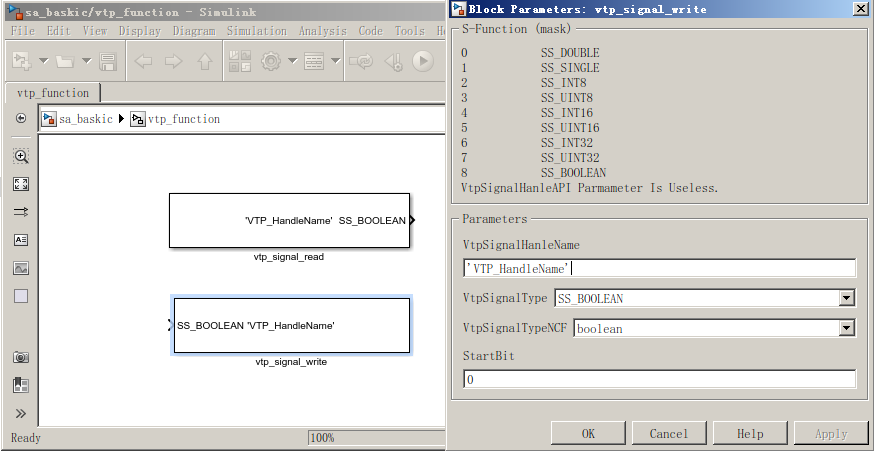 sa_baskic/vtp_function - Simulink
File Edit View Display Diagram Simulation Analysis Code Tools He
vtp_function
sa_baskic vtp_function
'VTP_HandleName' SS_BOOLEAN
vtp_signal_read
SS_BOOLEAN 'VTP_HandleName'
vtp_signal_write
Ready 100%
Block Parameters: vtp_signal_write
S-Function (mask)
0 SS_DOUBLE
1 SS_SINGLE
2 SS_INT8
3 SS_UINT8
4 SS_INT16
5 SS_UINT16
6 SS_INT32
7 SS_UINT32
8 SS_BOOLEAN
VtpSignalHanleAPI Parmameter Is Useless.
Parameters
VtpSignalHanleName
'VTP_HandleName'
VtpSignalType SS_BOOLEAN
VtpSignalTypeNCF boolean
StartBit
0
OK Cancel Help Apply